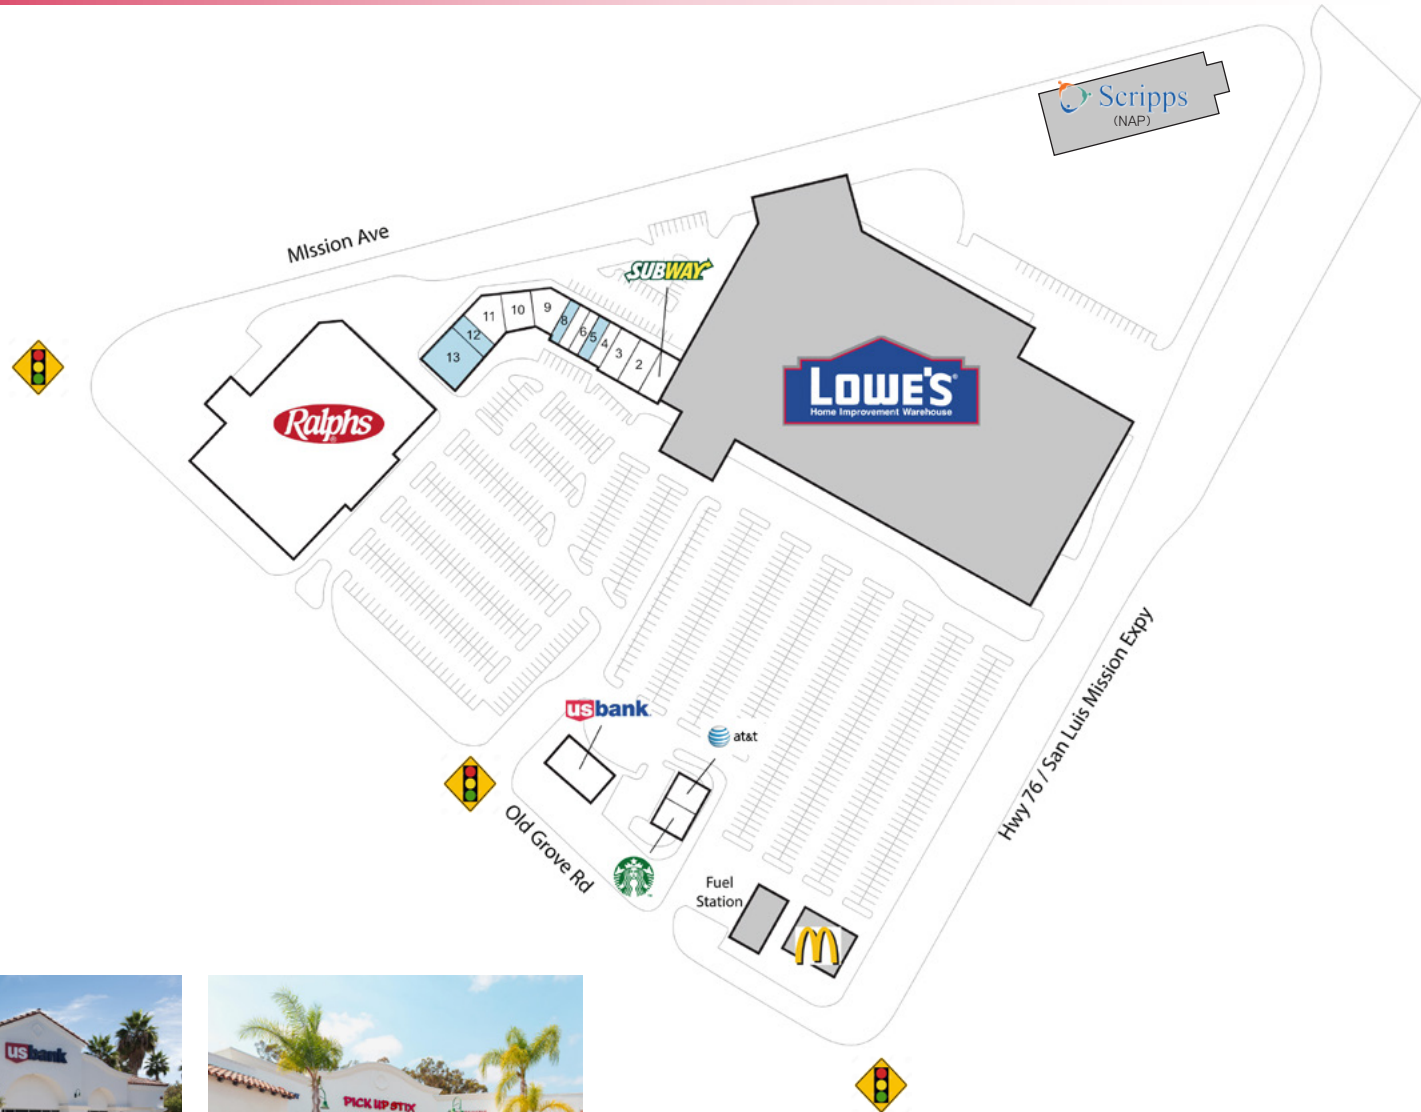 Scripps
(NAP)
MIssion Ave
SUBWAY
11
10
9
8
6
5
4
3
2
12
13
LOWE'S
Home Improvement Warehouse
Ralphs
Hwy 76 / San Luis Mission Expy
usbank
at&t
Old Grove Rd
Fuel
Station
usbank
PICK UP STIX